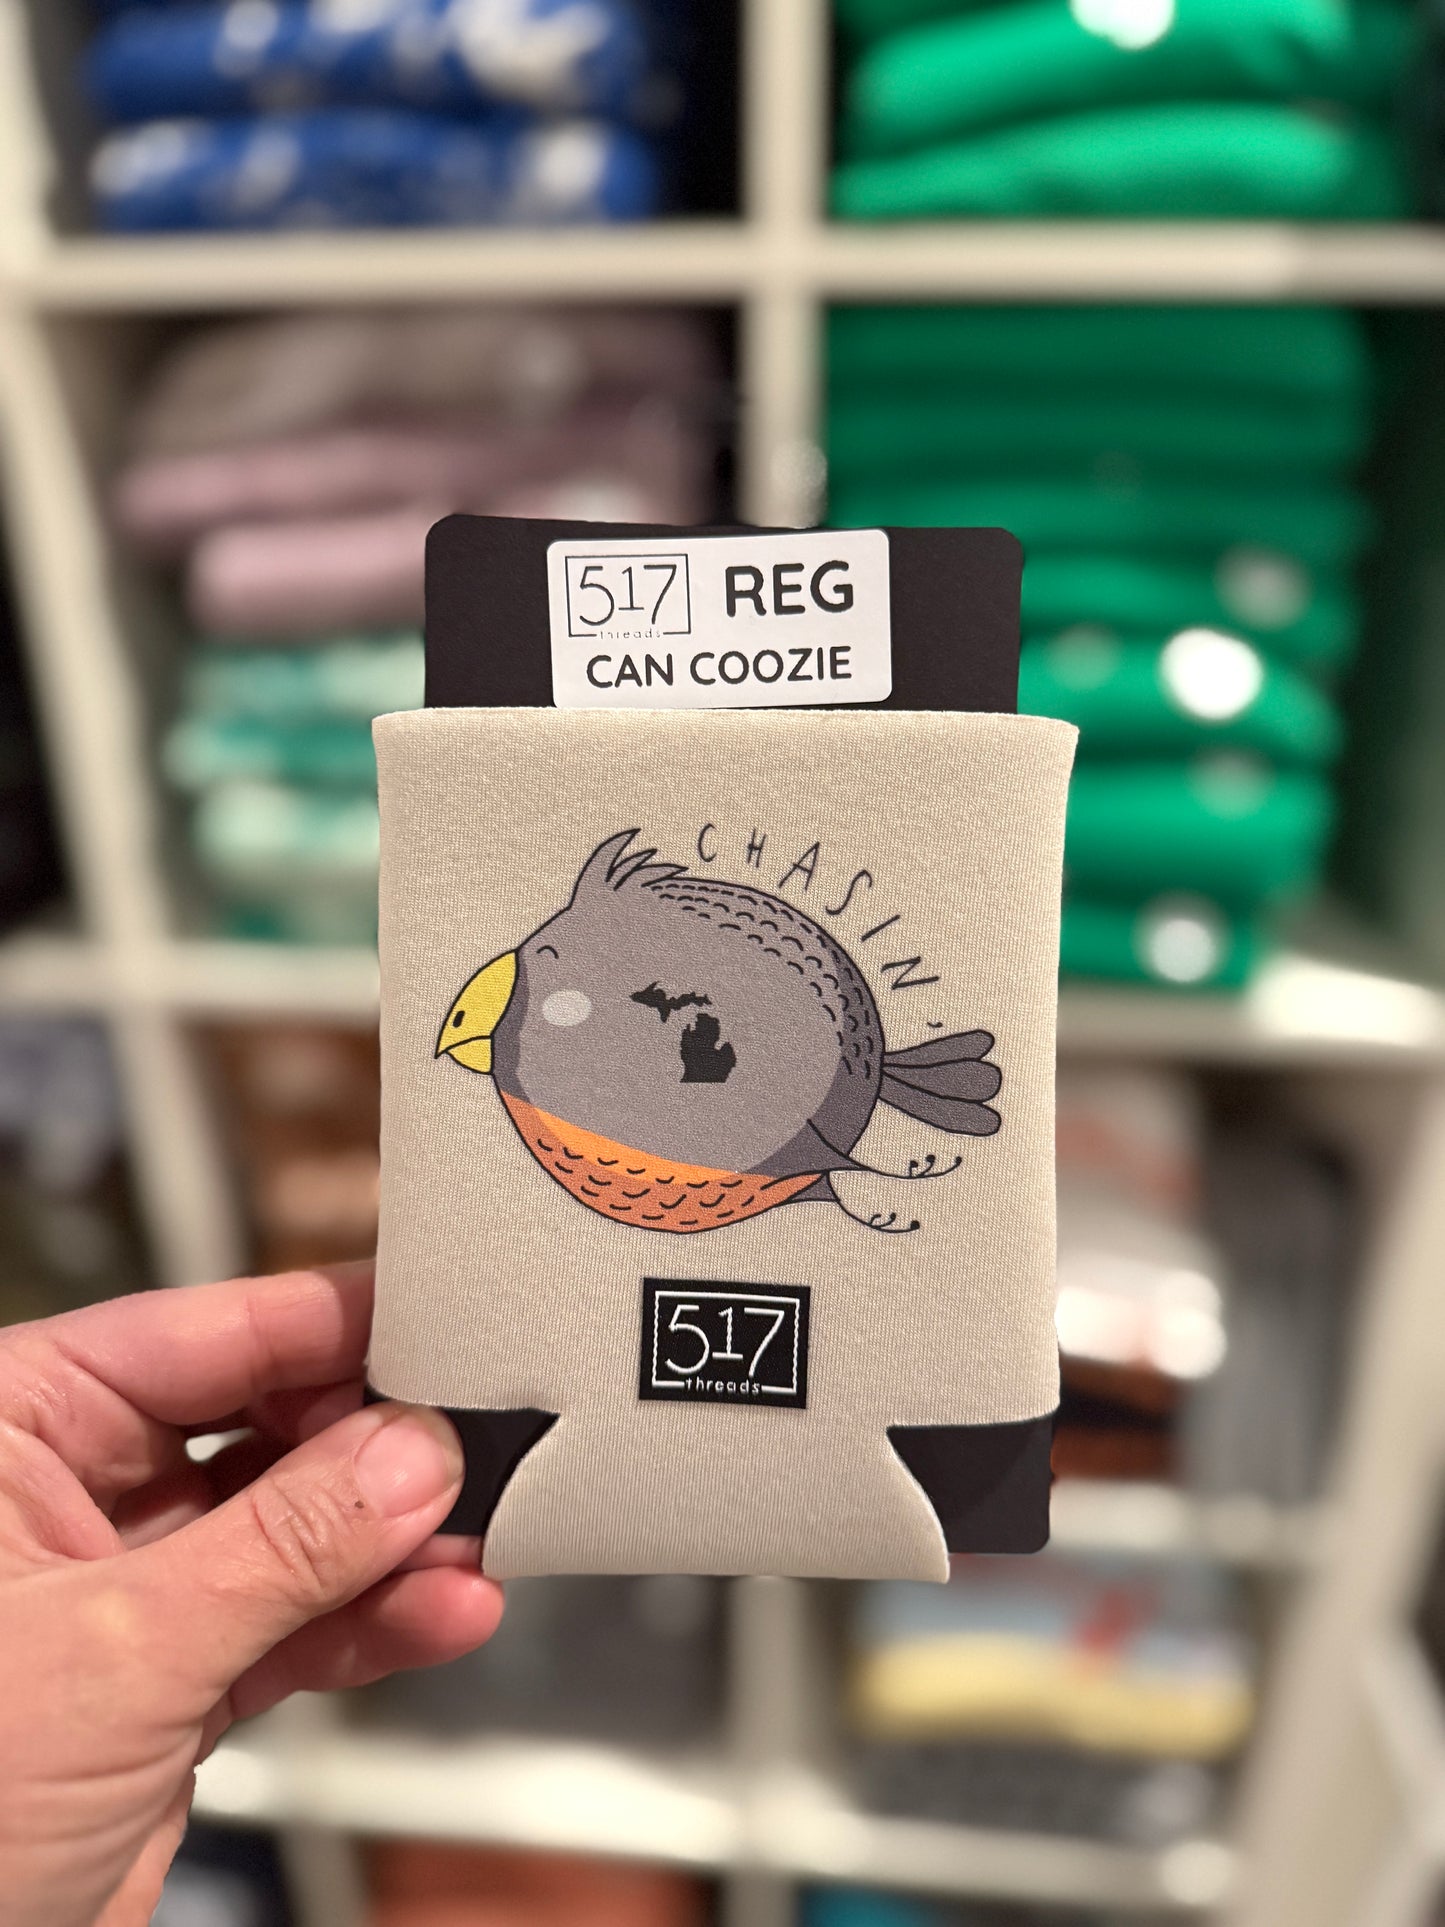 517 REG
threads
CAN COOZIE
CHASIN'
517
threads